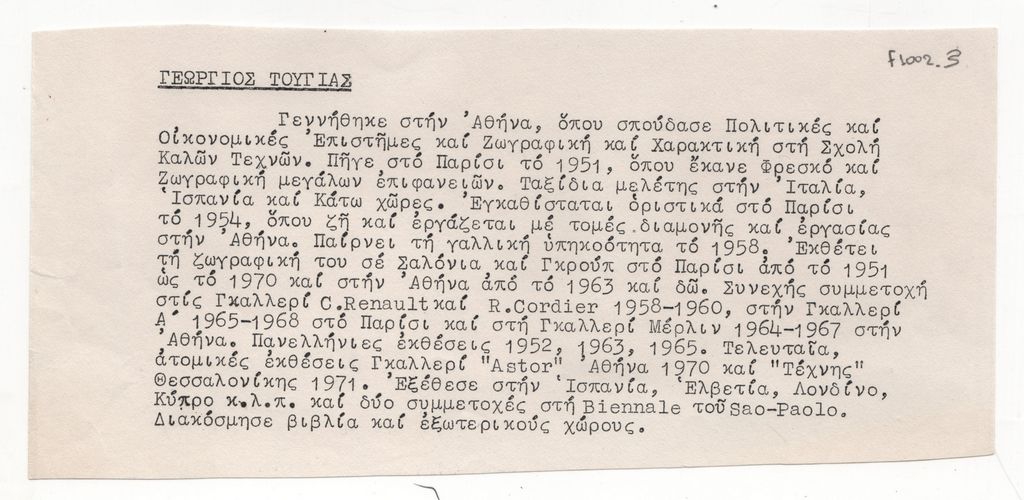 F1002.3
ΓΕΩΡΓΙΟΣ ΤΟΥΓΙΑΣ
Γεννήθηκε στήν Ἀθήνα, ὅπου σπούδασε Πολιτικές καί
Οἰκονομικές Ἐπιστῆμες καί Ζωγραφική καί Χαρακτική στή Σχολή
Καλῶν Τεχνῶν. Πῆγε στό Παρίσι τό 1951, ὅπου ἔκανε Φρεσκό καί
Ζωγραφική μεγάλων ἐπιφανειῶν. Ταξίδια μελέτης στήν Ἰταλία,
Ἱσπανία καί Κάτω χῶρες. Ἐγκαθίσταται ὁριστικά στό Παρίσι
τό 1954, ὅπου ζῆ καί ἐργάζεται μέ τομές διαμονῆς καί ἐργασίας
στήν Ἀθήνα. Παίρνει τή γαλλική ὑπηκοότητα τό 1958. Ἐκθέτει
τή ζωγραφική του σέ Σαλόνια καί Γκρούπ στό Παρίσι ἀπό τό 1951
ὡς τό 1970 καί στήν Ἀθήνα ἀπό τό 1963 καί δῶ. Συνεχής συμμετοχή
στίς Γκαλλερί C.Renault καί R.Cordier 1958-1960, στήν Γκαλλερί
Α΄ 1965-1968 στό Παρίσι καί στή Γκαλλερί Μέρλιν 1964-1967 στήν
Ἀθήνα. Πανελλήνιες ἐκθέσεις 1952, 1963, 1965. Τελευταῖα,
ἀτομικές ἐκθέσεις Γκαλλερί "Astor" Ἀθήνα 1970 καί "Τέχνης"
Θεσσαλονίκης 1971. Ἐξέθεσε στήν Ἱσπανία, Ἑλβετία, Λονδίνο,
Κύπρο κ.λ.π. καί δύο συμμετοχές στή Biennale τοῦ Sao-Paolo.
Διακόσμησε βιβλία καί ἐξωτερικούς χώρους.